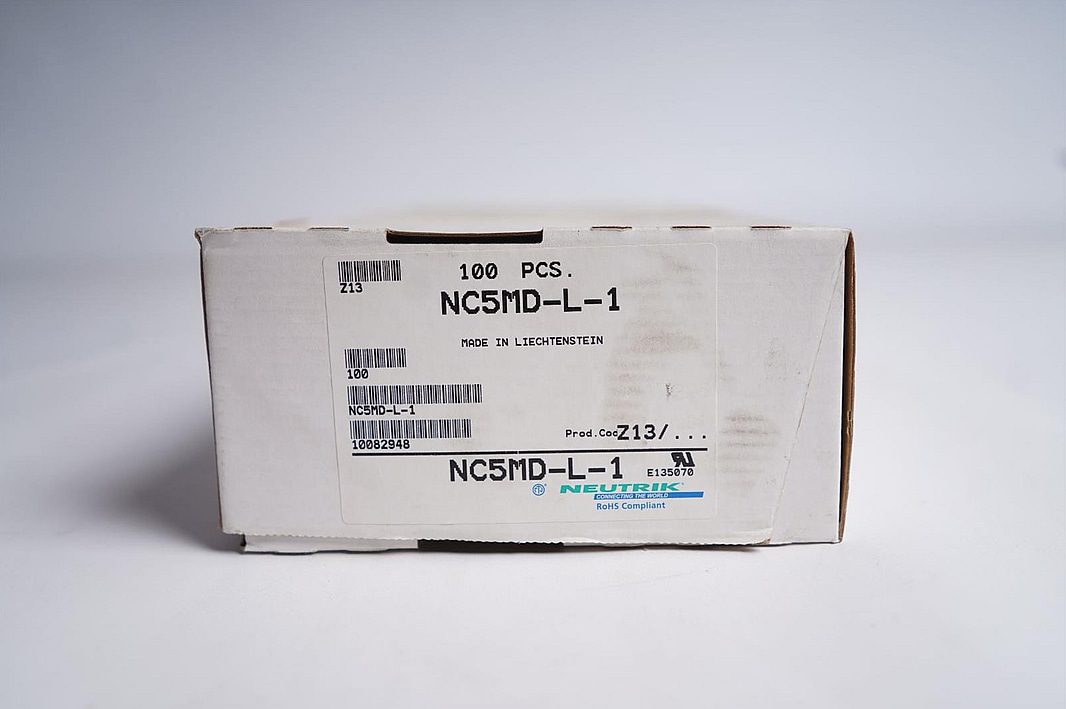 100 PCS.
Z13
NC5MD-L-1
MADE IN LIECHTENSTEIN
100
NC5MD-L-1
10082948
Prod.Cod Z13/...
NC5MD-L-1
E135070
NEUTRIK
CONNECTING THE WORLD
RoHS Compliant